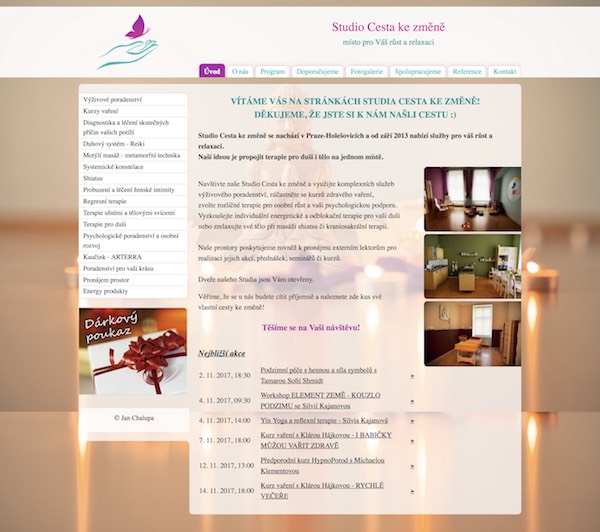 Studio Cesta ke změně
místo pro Váš růst a relaxaci
Úvod O nás Program Doporučujeme Fotogalerie Spolupracujeme Reference Kontakt
Výživové poradenství
Kurzy vaření
Diagnostika a léčení skutečných
příčin vašich potíží
Duhový systém - Reiki
Motýlí masáž - metamorfní technika
Systemické konstelace
Shiatsu
Probuzení a léčení ženské intimity
Regresní terapie
Terapie ušními a tělovými svícemi
Terapie pro duši
Psychologické poradenství a osobní
rozvoj
Kaučink - ARTERRA
Poradenství pro vaši krásu
Pronájem prostor
Energy produkty
Dárkový
poukaz
© Jan Chalupa
VÍTÁME VÁS NA STRÁNKÁCH STUDIA CESTA KE ZMĚNĚ!
DĚKUJEME, ŽE JSTE SI K NÁM NAŠLI CESTU :)
Studio Cesta ke změně se nachází v Praze-Holešovicích a od září 2013 nabízí služby pro váš růst a
relaxaci.
Naší ideou je propojit terapie pro duši i tělo na jednom místě.
Navštivte naše Studio Cesta ke změně a využijte komplexních služeb
výživového poradenství, zúčastněte se kurzů zdravého vaření,
zvolte rozličné terapie pro osobní růst a vaši psychologickou podporu.
Vyzkoušejte individuální energetické a odblokační terapie pro vaši duši
nebo zrelaxujte své tělo při masáži shiatsu či kraniosakrální terapii.
Naše prostory poskytujeme rovněž k pronájmu externím lektorům pro
realizaci jejich akcí, přednášek, seminářů či kurzů.
Dveře našeho Studia jsou Vám otevřeny.
Věříme, že se u nás budete cítit příjemně a naleznete zde kus své
vlastní cesty ke změně!
Těšíme se na Vaši návštěvu!
Nejbližší akce
2. 11. 2017, 18:30 Podzimní péče s hennou a síla symbolů s
Tamarou Sofií Shmidt »
4. 11. 2017, 09:30 Workshop ELEMENT ZEMĚ - KOUZLO
PODZIMU se Silvií Kajanovou »
4. 11. 2017, 14:00 Yin Yoga a reflexní terapie - Silvia Kajanová »
7. 11. 2017, 18:00 Kurz vaření s Klárou Hájkovou - I BABIČKY
MŮŽOU VAŘIT ZDRAVĚ »
12. 11. 2017, 13:00 Předporodní kurz HypnoPorod s Michaelou
Klementovou »
14. 11. 2017, 18:00 Kurz vaření s Klárou Hájkovou - RYCHLÉ
VEČEŘE »